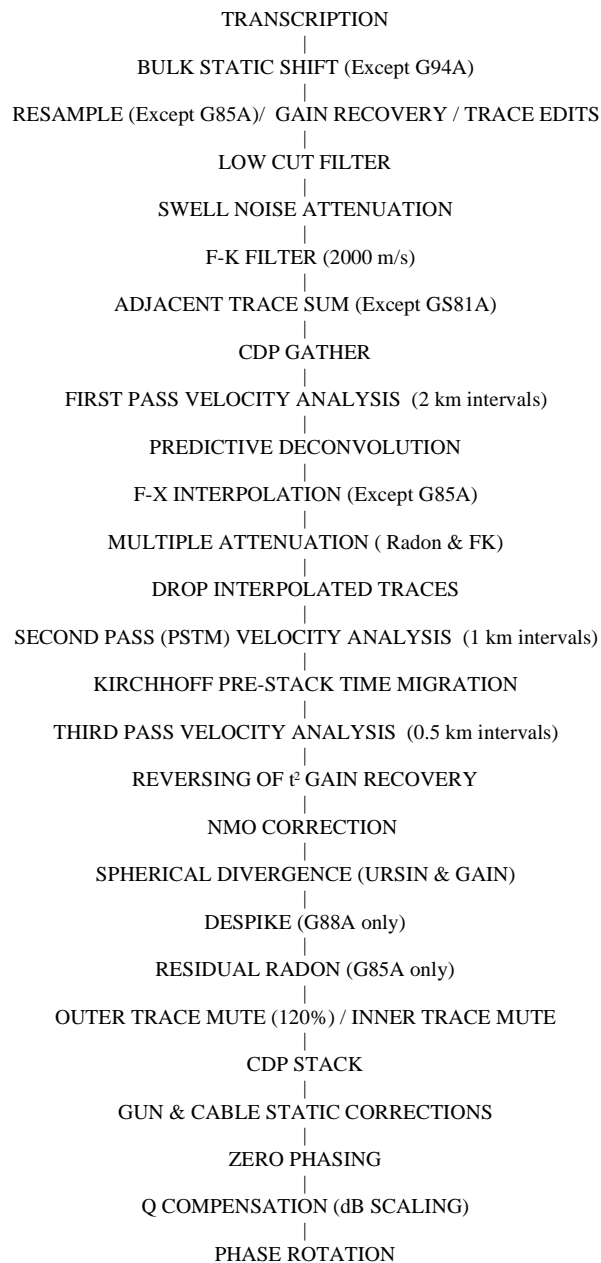 TRANSCRIPTION
BULK STATIC SHIFT (Except G94A)
RESAMPLE (Except G85A)/ GAIN RECOVERY / TRACE EDITS
LOW CUT FILTER
SWELL NOISE ATTENUATION
F-K FILTER (2000 m/s)
ADJACENT TRACE SUM (Except GS81A)
CDP GATHER
FIRST PASS VELOCITY ANALYSIS (2 km intervals)
PREDICTIVE DECONVOLUTION
F-X INTERPOLATION (Except G85A)
MULTIPLE ATTENUATION ( Radon & FK)
DROP INTERPOLATED TRACES
SECOND PASS (PSTM) VELOCITY ANALYSIS (1 km intervals)
KIRCHHOFF PRE-STACK TIME MIGRATION
THIRD PASS VELOCITY ANALYSIS (0.5 km intervals)
REVERSING OF t² GAIN RECOVERY
NMO CORRECTION
SPHERICAL DIVERGENCE (URSIN & GAIN)
DESPIKE (G88A only)
RESIDUAL RADON (G85A only)
OUTER TRACE MUTE (120%) / INNER TRACE MUTE
CDP STACK
GUN & CABLE STATIC CORRECTIONS
ZERO PHASING
Q COMPENSATION (dB SCALING)
PHASE ROTATION